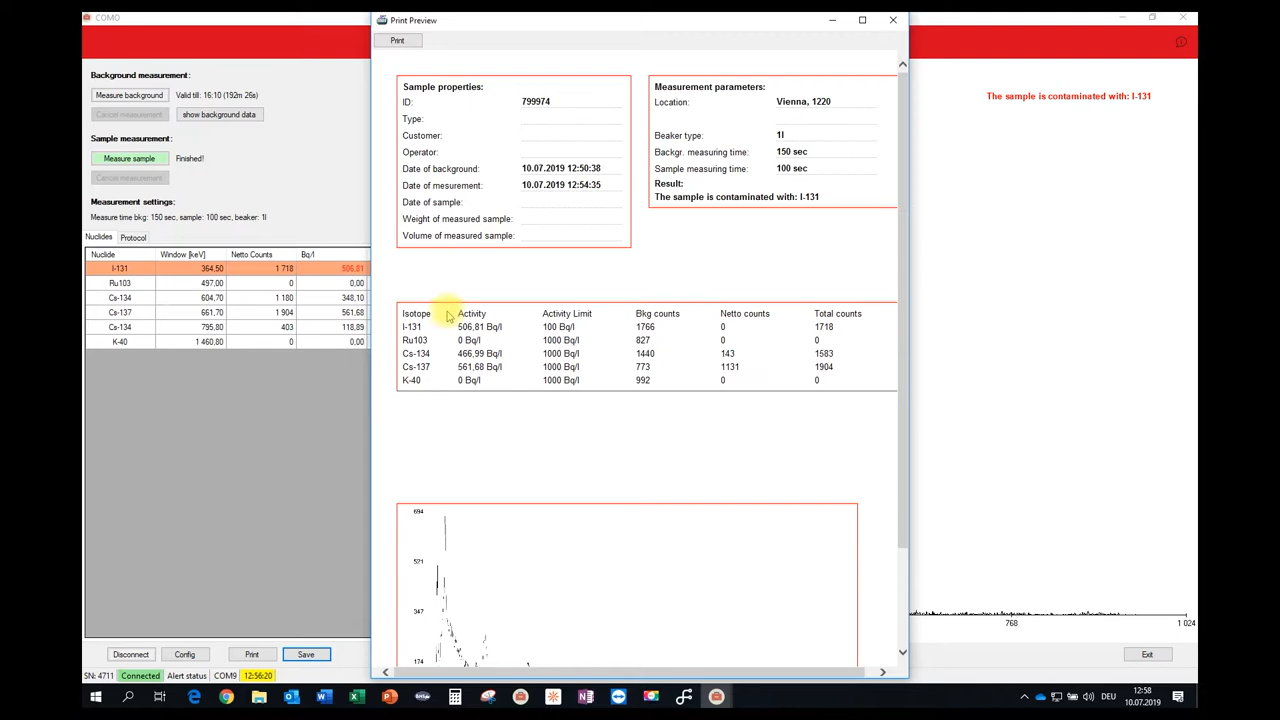 COMO
Print Preview
Print
Background measurement:
Measure background Valid till: 16:10 (192m 26s)
Cancel measurement show background data
Sample measurement:
Measure sample Finished!
Cancel measurement
Measurement settings:
Measure time bkg: 150 sec, sample: 100 sec, beaker: 1l
Nuclides Protocol
Nuclide Window [keV] Netto Counts Bq/l
I-131 364,50 1 718 506,81
Ru103 497,00 0 0,00
Cs-134 604,70 1 180 348,10
Cs-137 661,70 1 904 561,68
Cs-134 795,80 403 118,89
K-40 1 460,80 0 0,00
Sample properties:
ID: 799974
Type:
Customer:
Operator:
Date of background: 10.07.2019 12:50:38
Date of mesurement: 10.07.2019 12:54:35
Date of sample:
Weight of measured sample:
Volume of measured sample:
Measurement parameters:
Location: Vienna, 1220
Beaker type: 1l
Backgr. measuring time: 150 sec
Sample measuring time: 100 sec
Result:
The sample is contaminated with: I-131
The sample is contaminated with: I-131
Isotope Activity Activity Limit Bkg counts Netto counts Total counts
I-131 506,81 Bq/l 100 Bq/l 1766 0 1718
Ru103 0 Bq/l 1000 Bq/l 827 0 0
Cs-134 466,99 Bq/l 1000 Bq/l 1440 143 1583
Cs-137 561,68 Bq/l 1000 Bq/l 773 1131 1904
K-40 0 Bq/l 1000 Bq/l 992 0 0
694
521
347
174
768 1 024
Disconnect Config Print Save Exit
SN: 4711 Connected Alert status COM9 12:56:20
DEU 12:58
10.07.2019